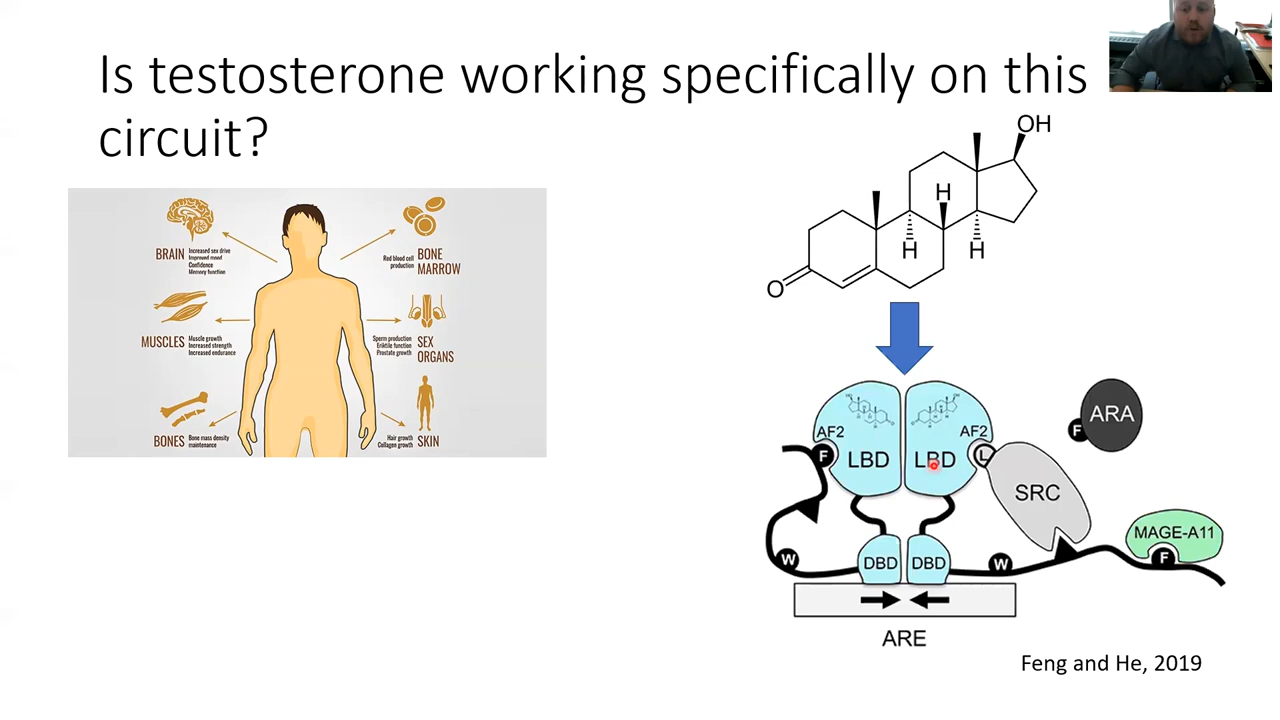 Is testosterone working specifically on this
circuit?
BRAIN
Increased sex drive
Improved mood
Confidence
Memory function
Red blood cell
production
BONE
MARROW
MUSCLES
Muscle growth
Increased strength
Increased endurance
Sperm production
Erektile function
Prostate growth
SEX
ORGANS
BONES
Bone mass density
maintenance
Hair growth
Collagen growth
SKIN
OH
H
H
H
O
AF2
F
LBD
LBD
AF2
L
F
ARA
SRC
MAGE-A11
F
W
DBD
DBD
W
ARE
Feng and He, 2019